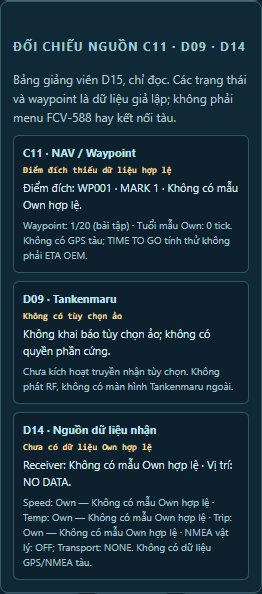 ĐỐI CHIẾU NGUỒN C11 · D09 · D14
Bảng giảng viên D15, chỉ đọc. Các trạng thái
và waypoint là dữ liệu giả lập; không phải
menu FCV-588 hay kết nối tàu.
C11 · NAV / Waypoint
Điểm đích thiếu dữ liệu hợp lệ
Điểm đích: WP001 · MARK 1 · Không có mẫu
Own hợp lệ.
Waypoint: 1/20 (bài tập) · Tuổi mẫu Own: 0 tick.
Không có GPS tàu; TIME TO GO tính thử không
phải ETA OEM.
D09 · Tankenmaru
Không có tùy chọn ảo
Không khai báo tùy chọn ảo; không có
quyền phần cứng.
Chưa kích hoạt truyền nhận tùy chọn. Không
phát RF, không có màn hình Tankenmaru ngoài.
D14 · Nguồn dữ liệu nhận
Chưa có dữ liệu Own hợp lệ
Receiver: Không có mẫu Own hợp lệ · Vị trí:
NO DATA.
Speed: Own — Không có mẫu Own hợp lệ ·
Temp: Own — Không có mẫu Own hợp lệ · Trip:
Own — Không có mẫu Own hợp lệ · NMEA vật
lý: OFF; Transport: NONE. Không có dữ liệu
GPS/NMEA tàu.